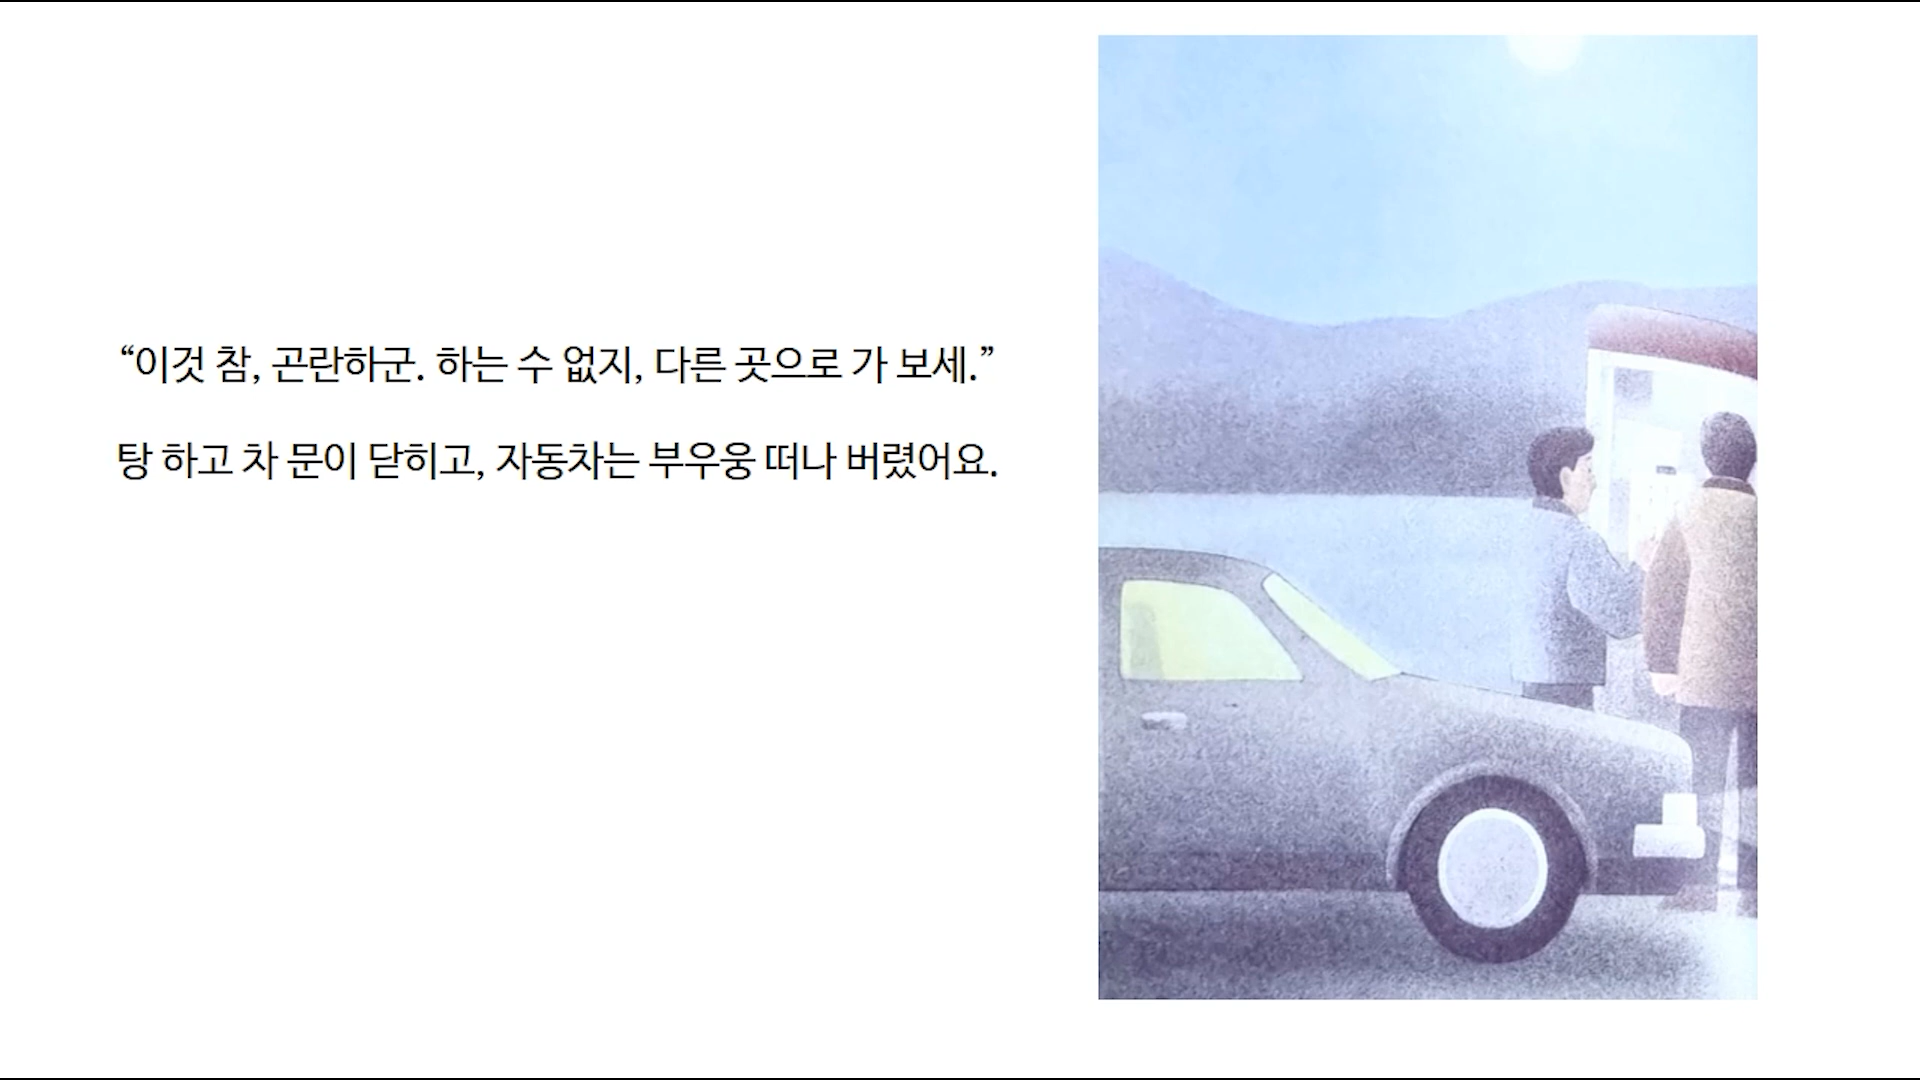 “이것 참, 곤란하군. 하는 수 없지, 다른 곳으로 가 보세.”
탕 하고 차 문이 닫히고, 자동차는 부우웅 떠나 버렸어요.